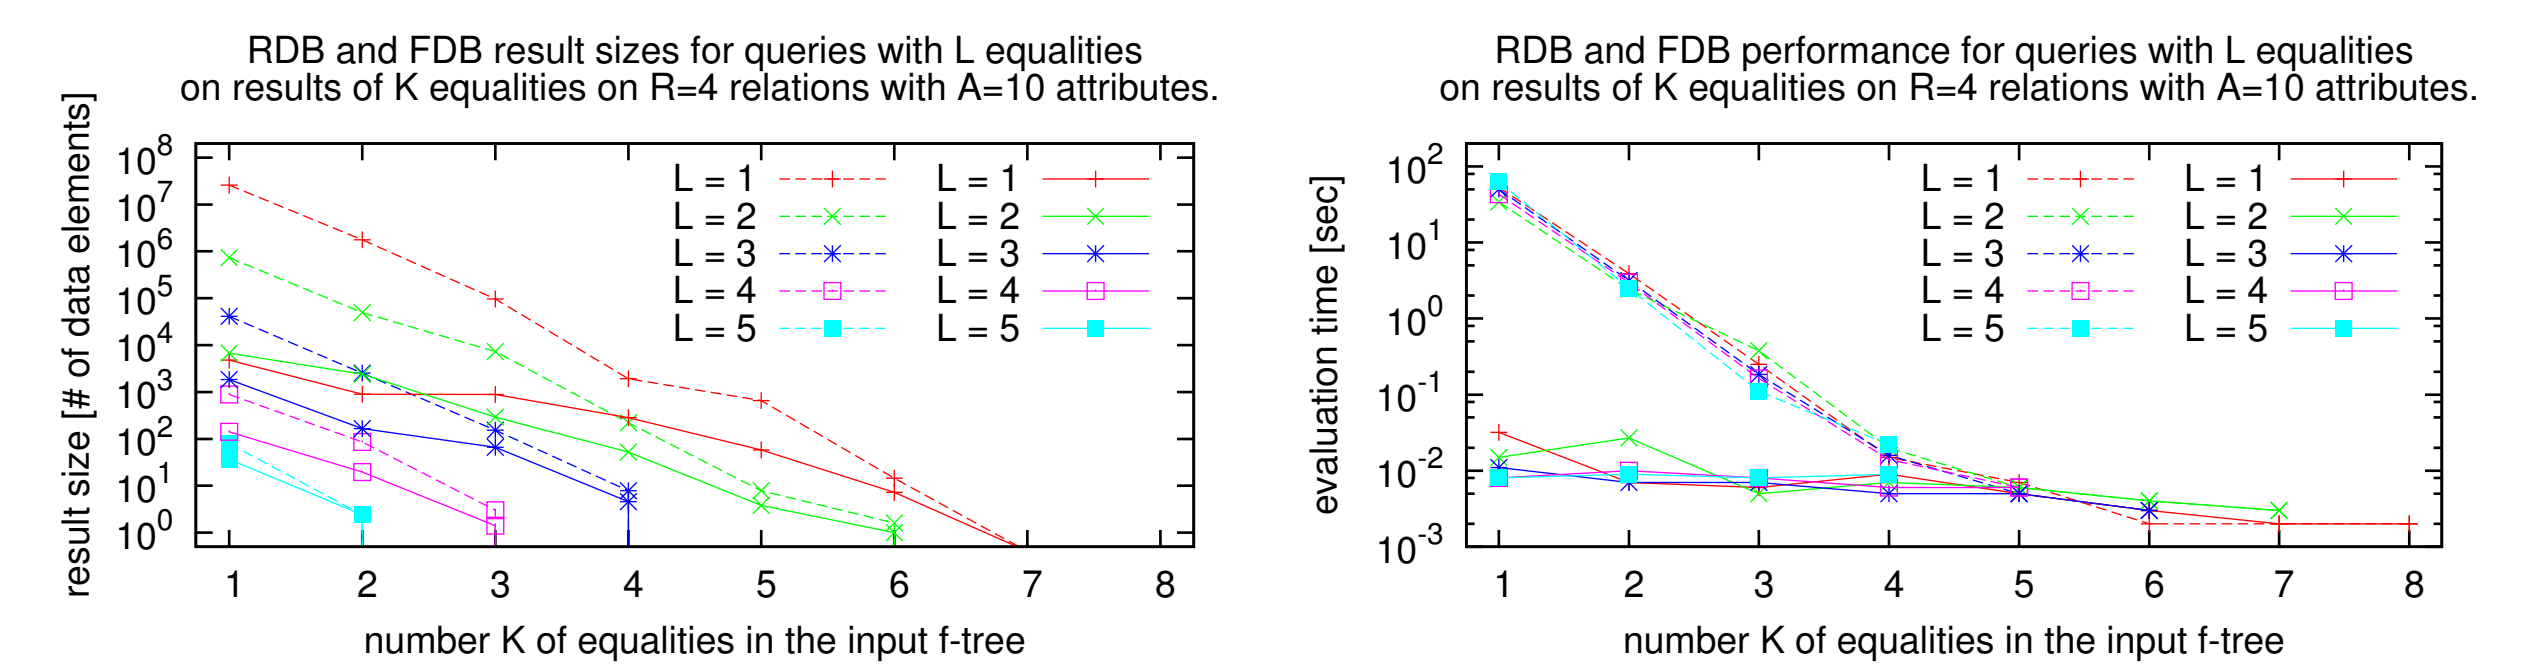 RDB and FDB result sizes for queries with L equalities
on results of K equalities on R=4 relations with A=10 attributes.
result size [# of data elements]
10^8
10^7
10^6
10^5
10^4
10^3
10^2
10^1
10^0
L = 1 L = 1
L = 2 L = 2
L = 3 L = 3
L = 4 L = 4
L = 5 L = 5
1 2 3 4 5 6 7 8
number K of equalities in the input f-tree
RDB and FDB performance for queries with L equalities
on results of K equalities on R=4 relations with A=10 attributes.
evaluation time [sec]
10^2
10^1
10^0
10^-1
10^-2
10^-3
L = 1 L = 1
L = 2 L = 2
L = 3 L = 3
L = 4 L = 4
L = 5 L = 5
1 2 3 4 5 6 7 8
number K of equalities in the input f-tree